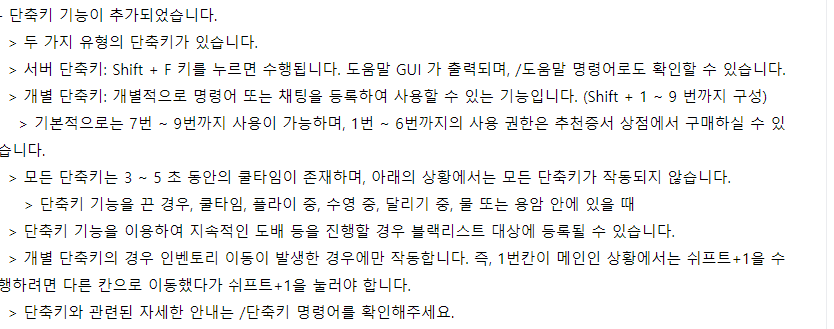 - 단축키 기능이 추가되었습니다.
> 두 가지 유형의 단축키가 있습니다.
> 서버 단축키: Shift + F 키를 누르면 수행됩니다. 도움말 GUI 가 출력되며, /도움말 명령어로도 확인할 수 있습니다.
> 개별 단축키: 개별적으로 명령어 또는 채팅을 등록하여 사용할 수 있는 기능입니다. (Shift + 1 ~ 9 번까지 구성)
> 기본적으로는 7번 ~ 9번까지 사용이 가능하며, 1번 ~ 6번까지의 사용 권한은 추천증서 상점에서 구매하실 수 있
습니다.
> 모든 단축키는 3 ~ 5 초 동안의 쿨타임이 존재하며, 아래의 상황에서는 모든 단축키가 작동되지 않습니다.
> 단축키 기능을 끈 경우, 쿨타임, 플라이 중, 수영 중, 달리기 중, 물 또는 용암 안에 있을 때
> 단축키 기능을 이용하여 지속적인 도배 등을 진행할 경우 블랙리스트 대상에 등록될 수 있습니다.
> 개별 단축키의 경우 인벤토리 이동이 발생한 경우에만 작동합니다. 즉, 1번칸이 메인인 상황에서는 쉬프트+1을 수
행하려면 다른 칸으로 이동했다가 쉬프트+1을 눌러야 합니다.
> 단축키와 관련된 자세한 안내는 /단축키 명령어를 확인해주세요.